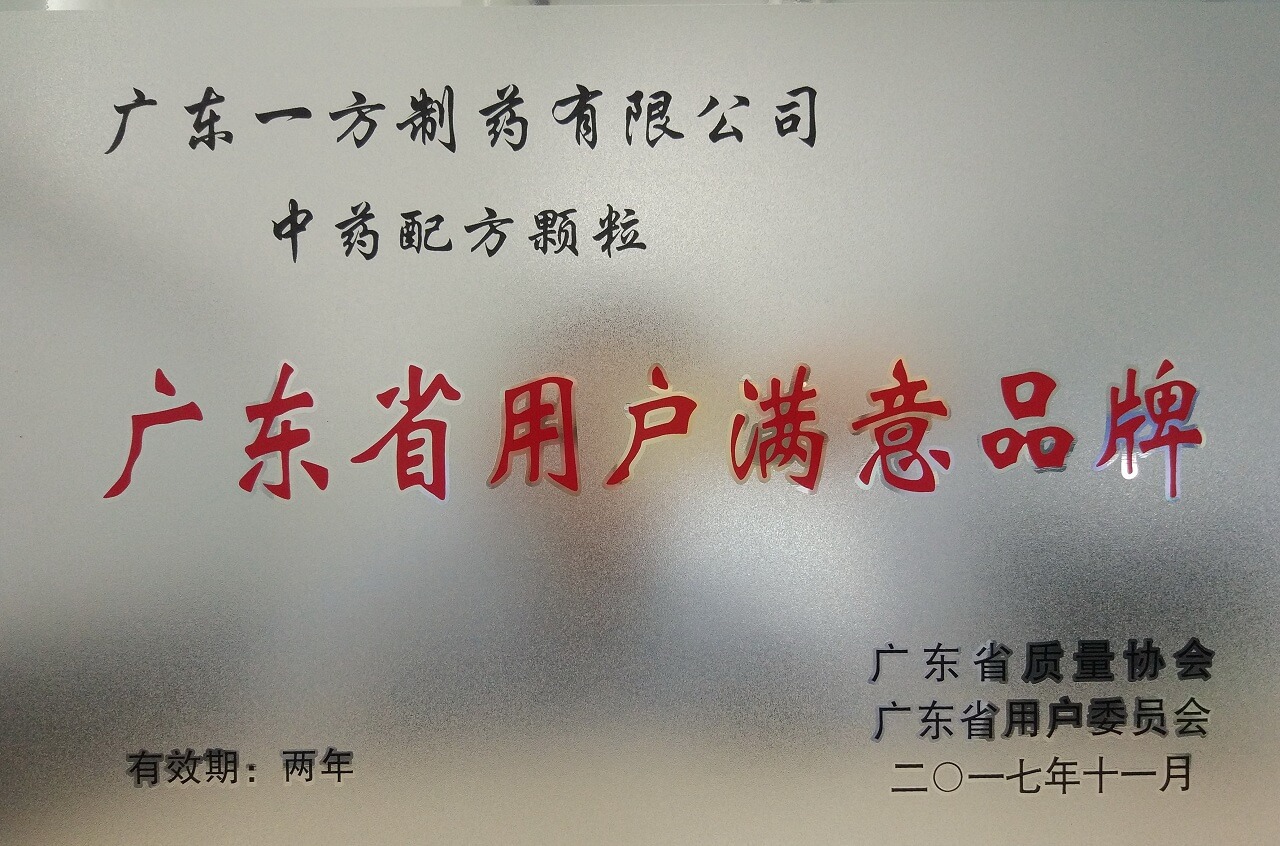 广东一方制药有限公司
中药配方颗粒
广东省用户满意品牌
广东省质量协会
广东省用户委员会
有效期：两年
二〇一七年十一月